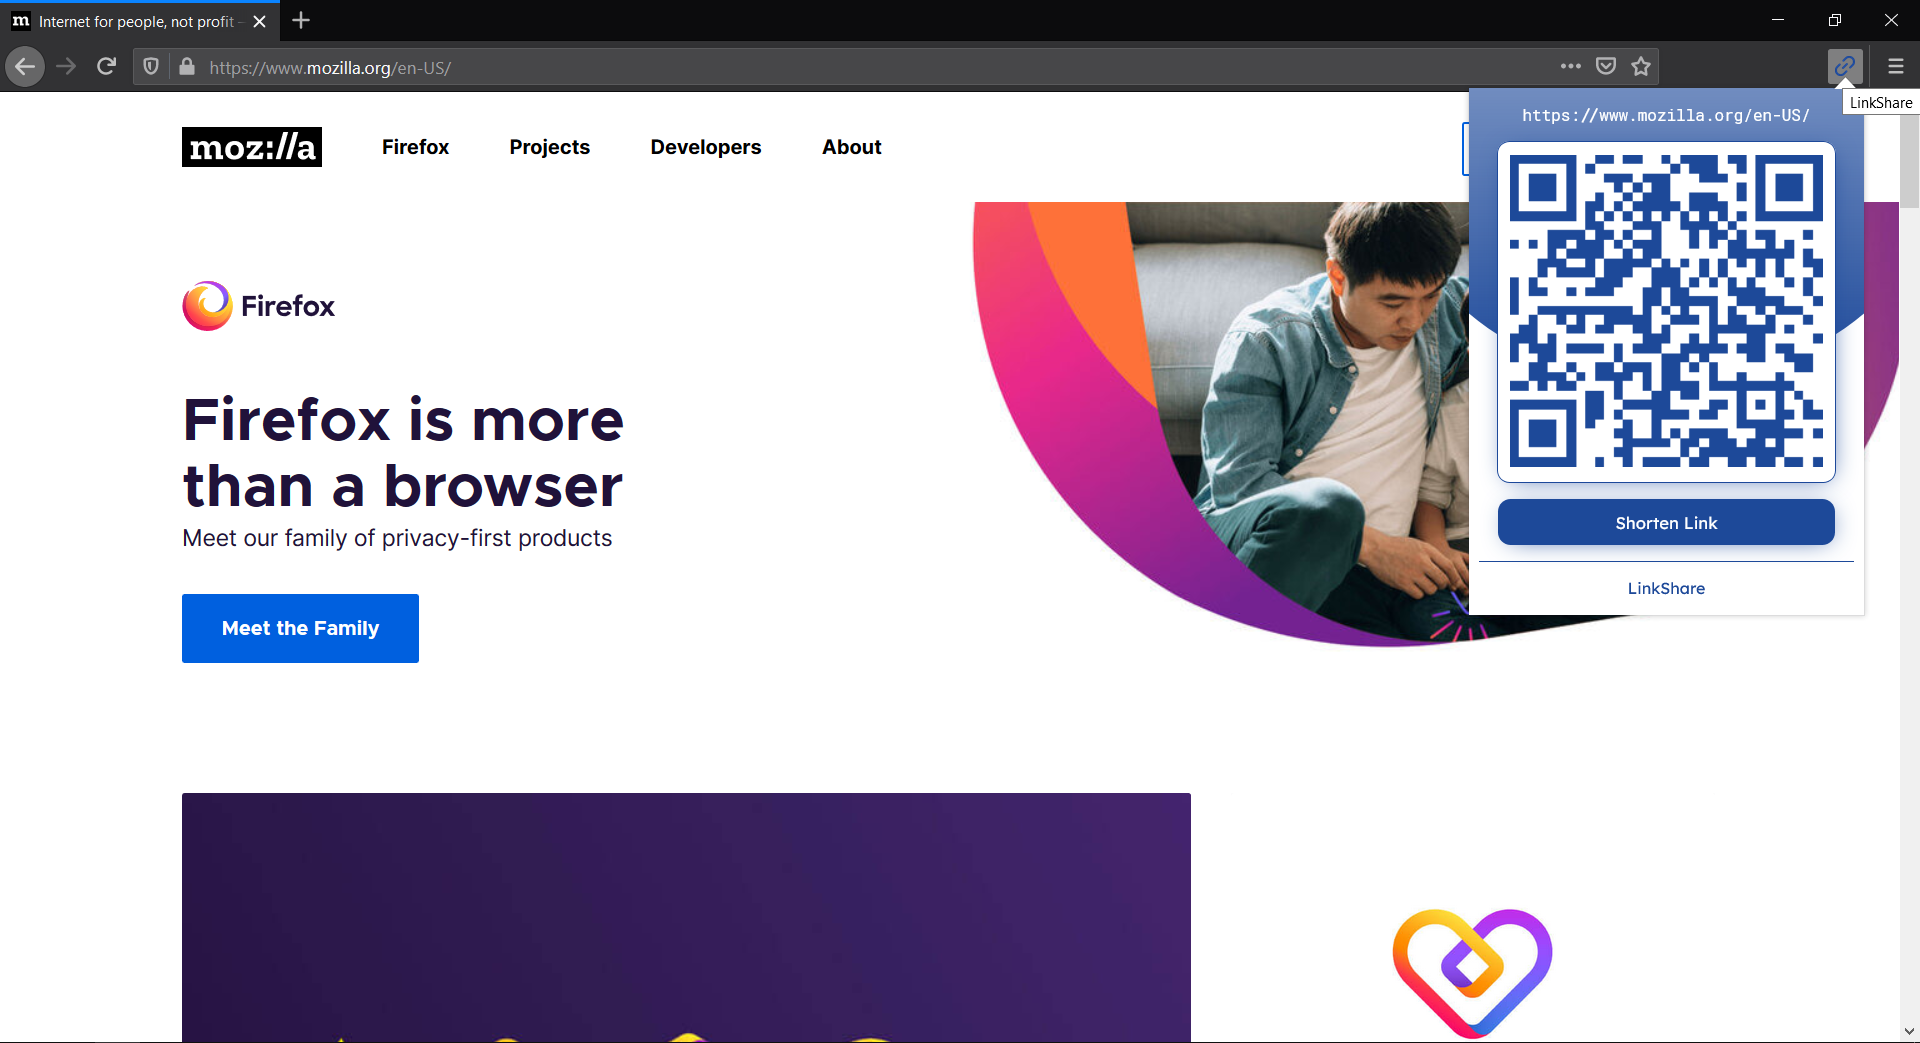 m Internet for people, not profit -
https://www.mozilla.org/en-US/
LinkShare
https://www.mozilla.org/en-US/
moz://a
Firefox
Projects
Developers
About
Firefox
Firefox is more
than a browser
Meet our family of privacy-first products
Meet the Family
Shorten Link
LinkShare